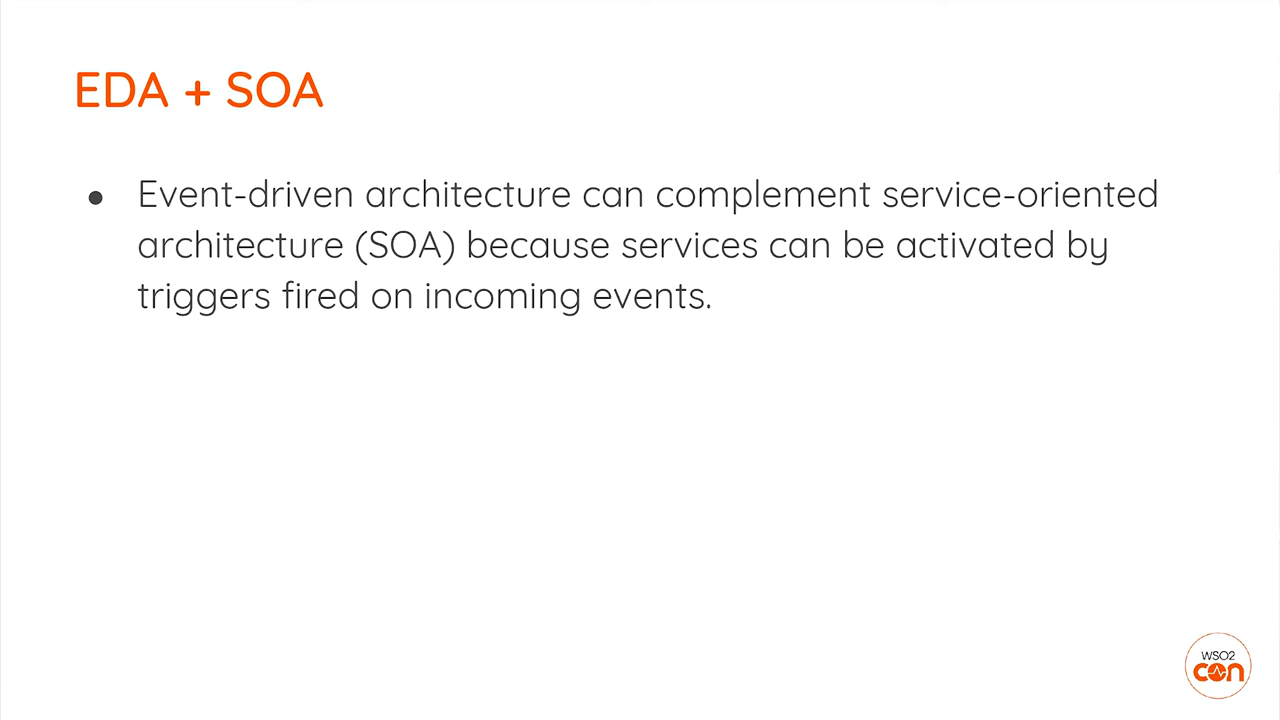 EDA + SOA
● Event-driven architecture can complement service-oriented
architecture (SOA) because services can be activated by
triggers fired on incoming events.
WSO2
con